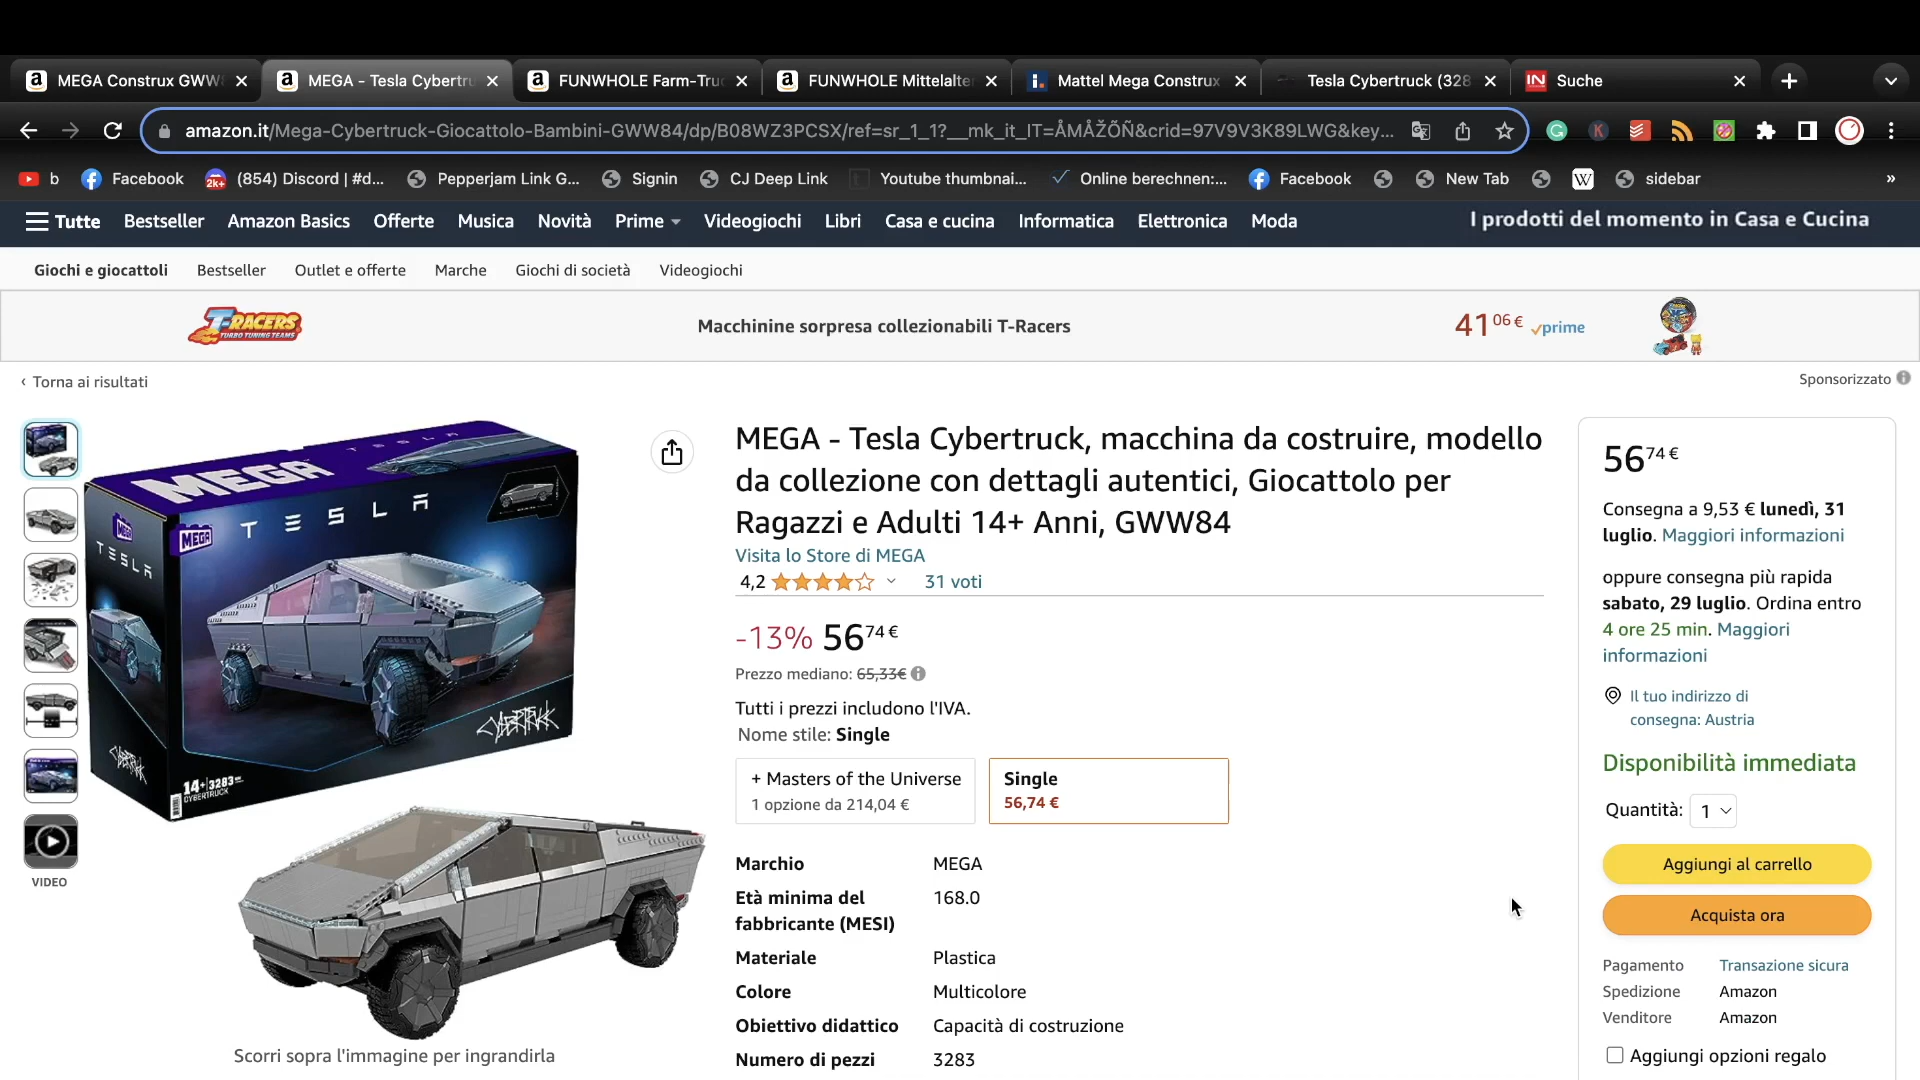 MEGA Construx GWW
MEGA - Tesla Cybertru
FUNWHOLE Farm-Truc
FUNWHOLE Mittelalte
Mattel Mega Construx
Tesla Cybertruck (328
Suche
amazon.it/Mega-Cybertruck-Giocattolo-Bambini-GWW84/dp/B08WZ3PCSX/ref=sr_1_1?__mk_it_IT=ÅMÅŽÕÑ&crid=97V9V3K89LWG&key...
b
Facebook
2k+
(854) Discord | #d...
Pepperjam Link G...
Signin
CJ Deep Link
Youtube thumbnai...
Online berechnen:...
Facebook
New Tab
W
sidebar
»
Tutte
Bestseller
Amazon Basics
Offerte
Musica
Novità
Prime
Videogiochi
Libri
Casa e cucina
Informatica
Elettronica
Moda
I prodotti del momento in Casa e Cucina
Giochi e giocattoli
Bestseller
Outlet e offerte
Marche
Giochi di società
Videogiochi
T-RACERS
TURBO TUNING TEAMS
Macchinine sorpresa collezionabili T-Racers
41 06 €
prime
‹ Torna ai risultati
Sponsorizzato
MEGA
TESLA
MEGA
TESLA
MEGA
TESLA
CYBERTRUCK
CYBERTRUCK
14+ 3283
CYBERTRUCK
VIDEO
Scorri sopra l'immagine per ingrandirla
MEGA - Tesla Cybertruck, macchina da costruire, modello
da collezione con dettagli autentici, Giocattolo per
Ragazzi e Adulti 14+ Anni, GWW84
Visita lo Store di MEGA
4,2
31 voti
-13% 56 74 €
Prezzo mediano: 65,33€
Tutti i prezzi includono l'IVA.
Nome stile: Single
+ Masters of the Universe
1 opzione da 214,04 €
Single
56,74 €
Marchio MEGA
Età minima del 168.0
fabbricante (MESI)
Materiale Plastica
Colore Multicolore
Obiettivo didattico Capacità di costruzione
Numero di pezzi 3283
56 74 €
Consegna a 9,53 € lunedì, 31
luglio. Maggiori informazioni
oppure consegna più rapida
sabato, 29 luglio. Ordina entro
4 ore 25 min. Maggiori
informazioni
Il tuo indirizzo di
consegna: Austria
Disponibilità immediata
Quantità: 1
Aggiungi al carrello
Acquista ora
Pagamento Transazione sicura
Spedizione Amazon
Venditore Amazon
Aggiungi opzioni regalo